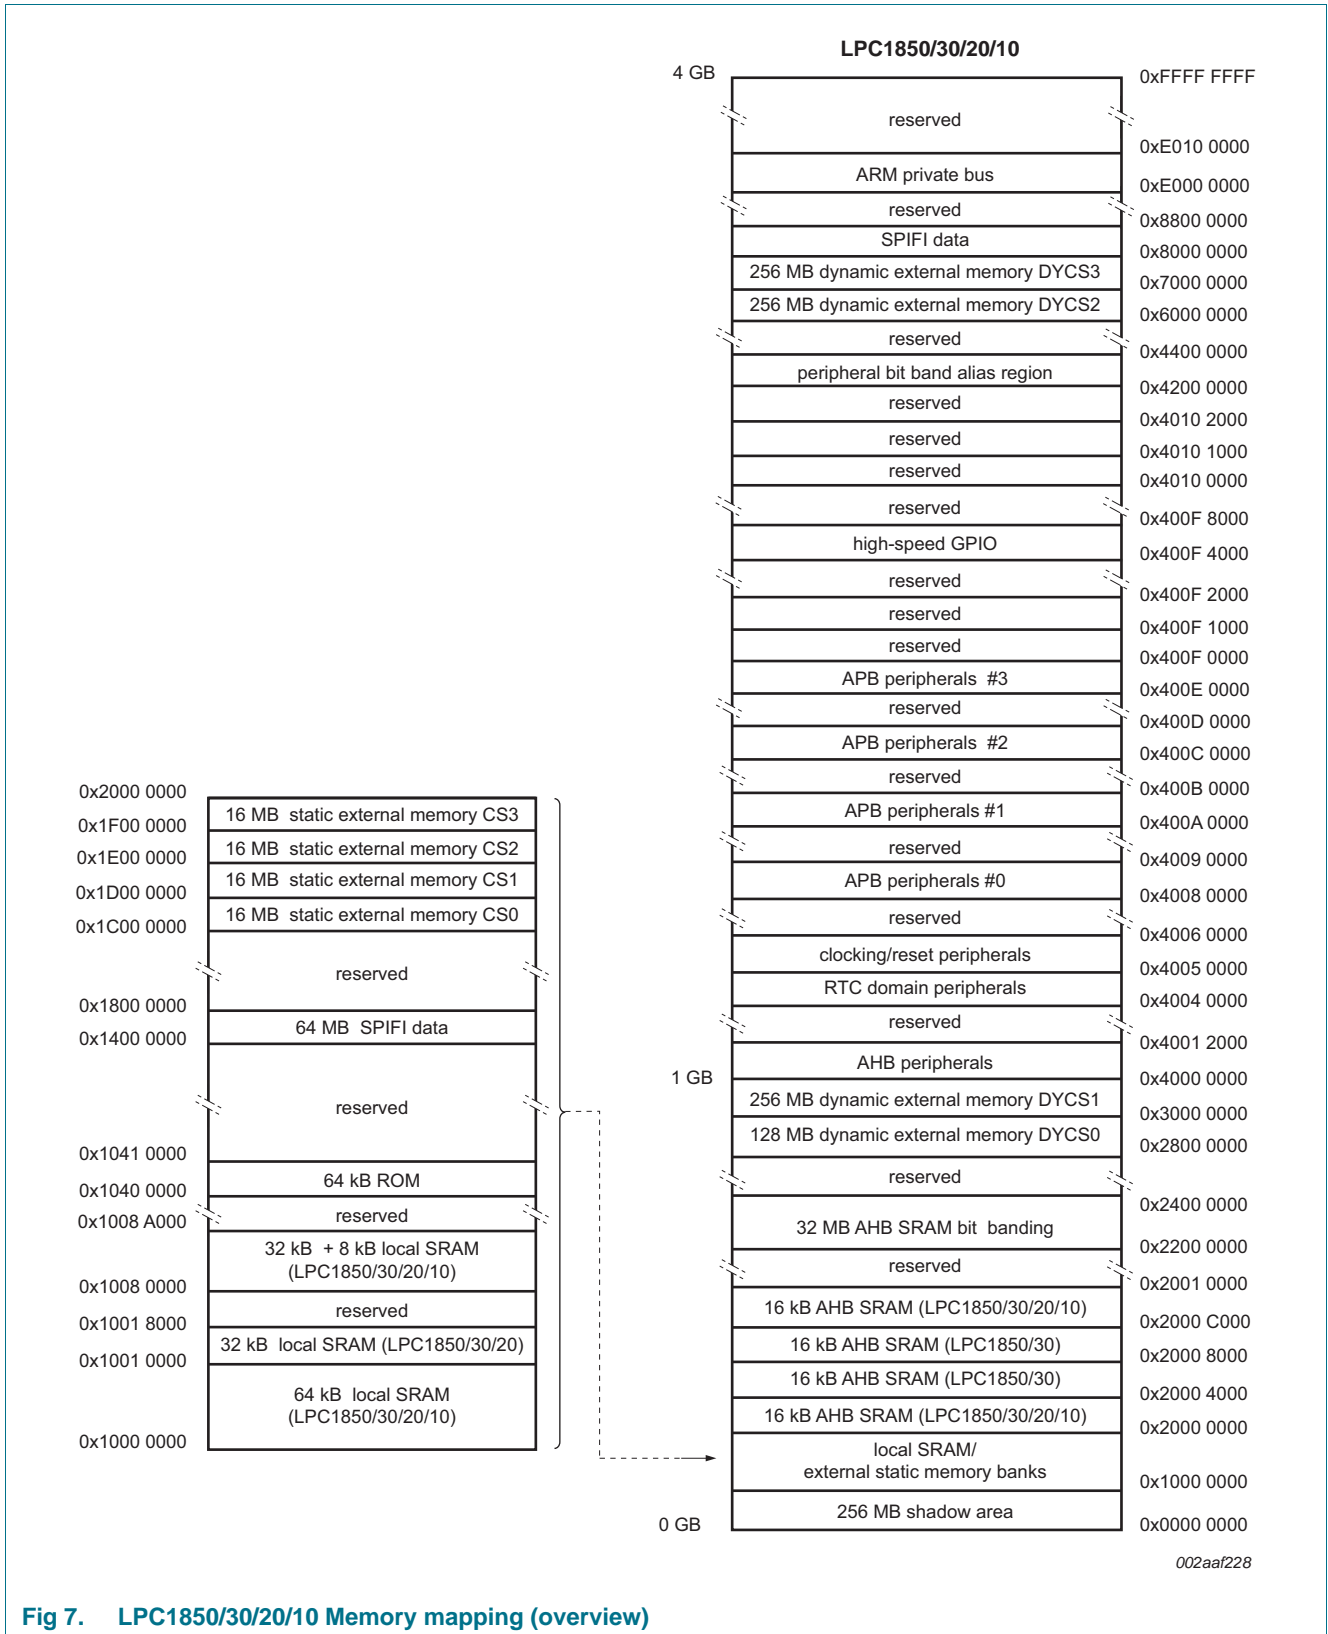 LPC1850/30/20/10
4 GB
0xFFFF FFFF
reserved
0xE010 0000
ARM private bus
0xE000 0000
reserved
0x8800 0000
SPIFI data
0x8000 0000
256 MB dynamic external memory DYCS3
0x7000 0000
256 MB dynamic external memory DYCS2
0x6000 0000
reserved
0x4400 0000
peripheral bit band alias region
0x4200 0000
reserved
0x4010 2000
reserved
0x4010 1000
reserved
0x4010 0000
reserved
0x400F 8000
high-speed GPIO
0x400F 4000
reserved
0x400F 2000
reserved
0x400F 1000
reserved
0x400F 0000
APB peripherals #3
0x400E 0000
reserved
0x400D 0000
APB peripherals #2
0x400C 0000
reserved
0x400B 0000
APB peripherals #1
0x400A 0000
reserved
0x4009 0000
APB peripherals #0
0x4008 0000
reserved
0x4006 0000
clocking/reset peripherals
0x4005 0000
RTC domain peripherals
0x4004 0000
reserved
0x4001 2000
AHB peripherals
1 GB
0x4000 0000
256 MB dynamic external memory DYCS1
0x3000 0000
128 MB dynamic external memory DYCS0
0x2800 0000
reserved
0x2400 0000
32 MB AHB SRAM bit banding
0x2200 0000
reserved
0x2001 0000
16 kB AHB SRAM (LPC1850/30/20/10)
0x2000 C000
16 kB AHB SRAM (LPC1850/30)
0x2000 8000
16 kB AHB SRAM (LPC1850/30)
0x2000 4000
16 kB AHB SRAM (LPC1850/30/20/10)
0x2000 0000
local SRAM/
external static memory banks
0x1000 0000
256 MB shadow area
0 GB
0x0000 0000
0x2000 0000
16 MB static external memory CS3
0x1F00 0000
16 MB static external memory CS2
0x1E00 0000
16 MB static external memory CS1
0x1D00 0000
16 MB static external memory CS0
0x1C00 0000
reserved
0x1800 0000
64 MB SPIFI data
0x1400 0000
reserved
0x1041 0000
64 kB ROM
0x1040 0000
reserved
0x1008 A000
32 kB + 8 kB local SRAM
(LPC1850/30/20/10)
0x1008 0000
reserved
0x1001 8000
32 kB local SRAM (LPC1850/30/20)
0x1001 0000
64 kB local SRAM
(LPC1850/30/20/10)
0x1000 0000
002aaf228
Fig 7. LPC1850/30/20/10 Memory mapping (overview)